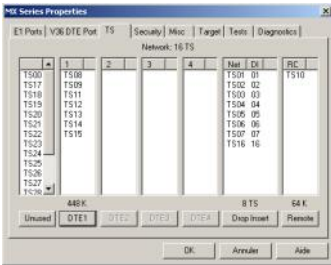 MX Series Properties
E1 Ports V36 DTE Port TS Security Misc Target Tests Diagnostics
Network: 16 TS
1 2 3 4 Net DI RC
TS00 TS08 TS01 01 TS10
TS17 TS09 TS02 02
TS18 TS11 TS03 03
TS19 TS12 TS04 04
TS20 TS13 TS05 05
TS21 TS14 TS06 06
TS22 TS15 TS07 07
TS23 TS16 16
TS24
TS25
TS26
TS27
TS28
448 K 8 TS 64 K
Unused DTE1 DTE2 DTE3 DTE4 Drop Insert Remote
OK Annuler Aide